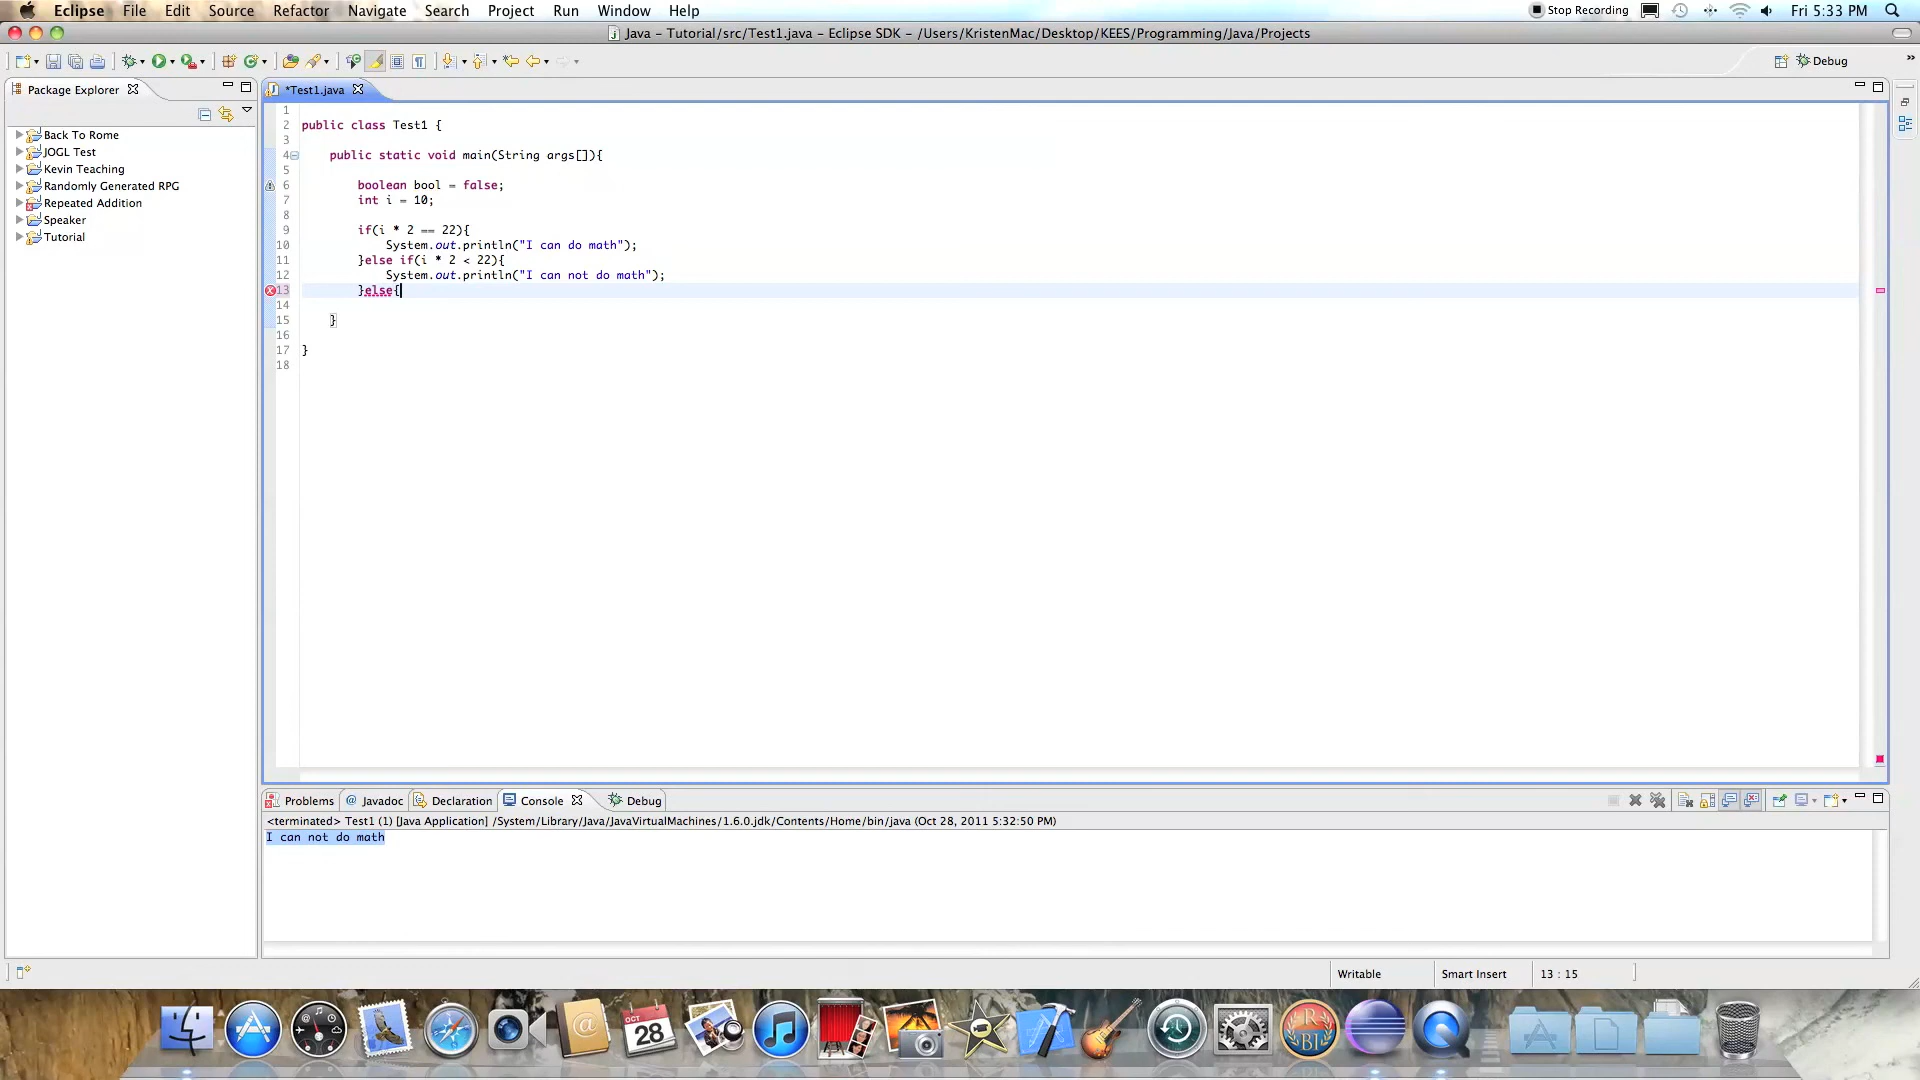 Eclipse File Edit Source Refactor Navigate Search Project Run Window Help Stop Recording Fri 5:33 PM
Java - Tutorial/src/Test1.java - Eclipse SDK - /Users/KristenMac/Desktop/KEES/Programming/Java/Projects
Debug
Package Explorer
*Test1.java
Back To Rome
JOGL Test
Kevin Teaching
Randomly Generated RPG
Repeated Addition
Speaker
Tutorial
1
2 public class Test1 {
3
4 public static void main(String args[]){
5
6 boolean bool = false;
7 int i = 10;
8
9 if(i * 2 == 22){
10 System.out.println("I can do math");
11 }else if(i * 2 < 22){
12 System.out.println("I can not do math");
13 }else{
14
15 }
16
17 }
18
Problems @ Javadoc Declaration Console Debug
<terminated> Test1 (1) [Java Application] /System/Library/Java/JavaVirtualMachines/1.6.0.jdk/Contents/Home/bin/java (Oct 28, 2011 5:32:50 PM)
I can not do math
Writable Smart Insert 13 : 15
OCT
28
R
BI